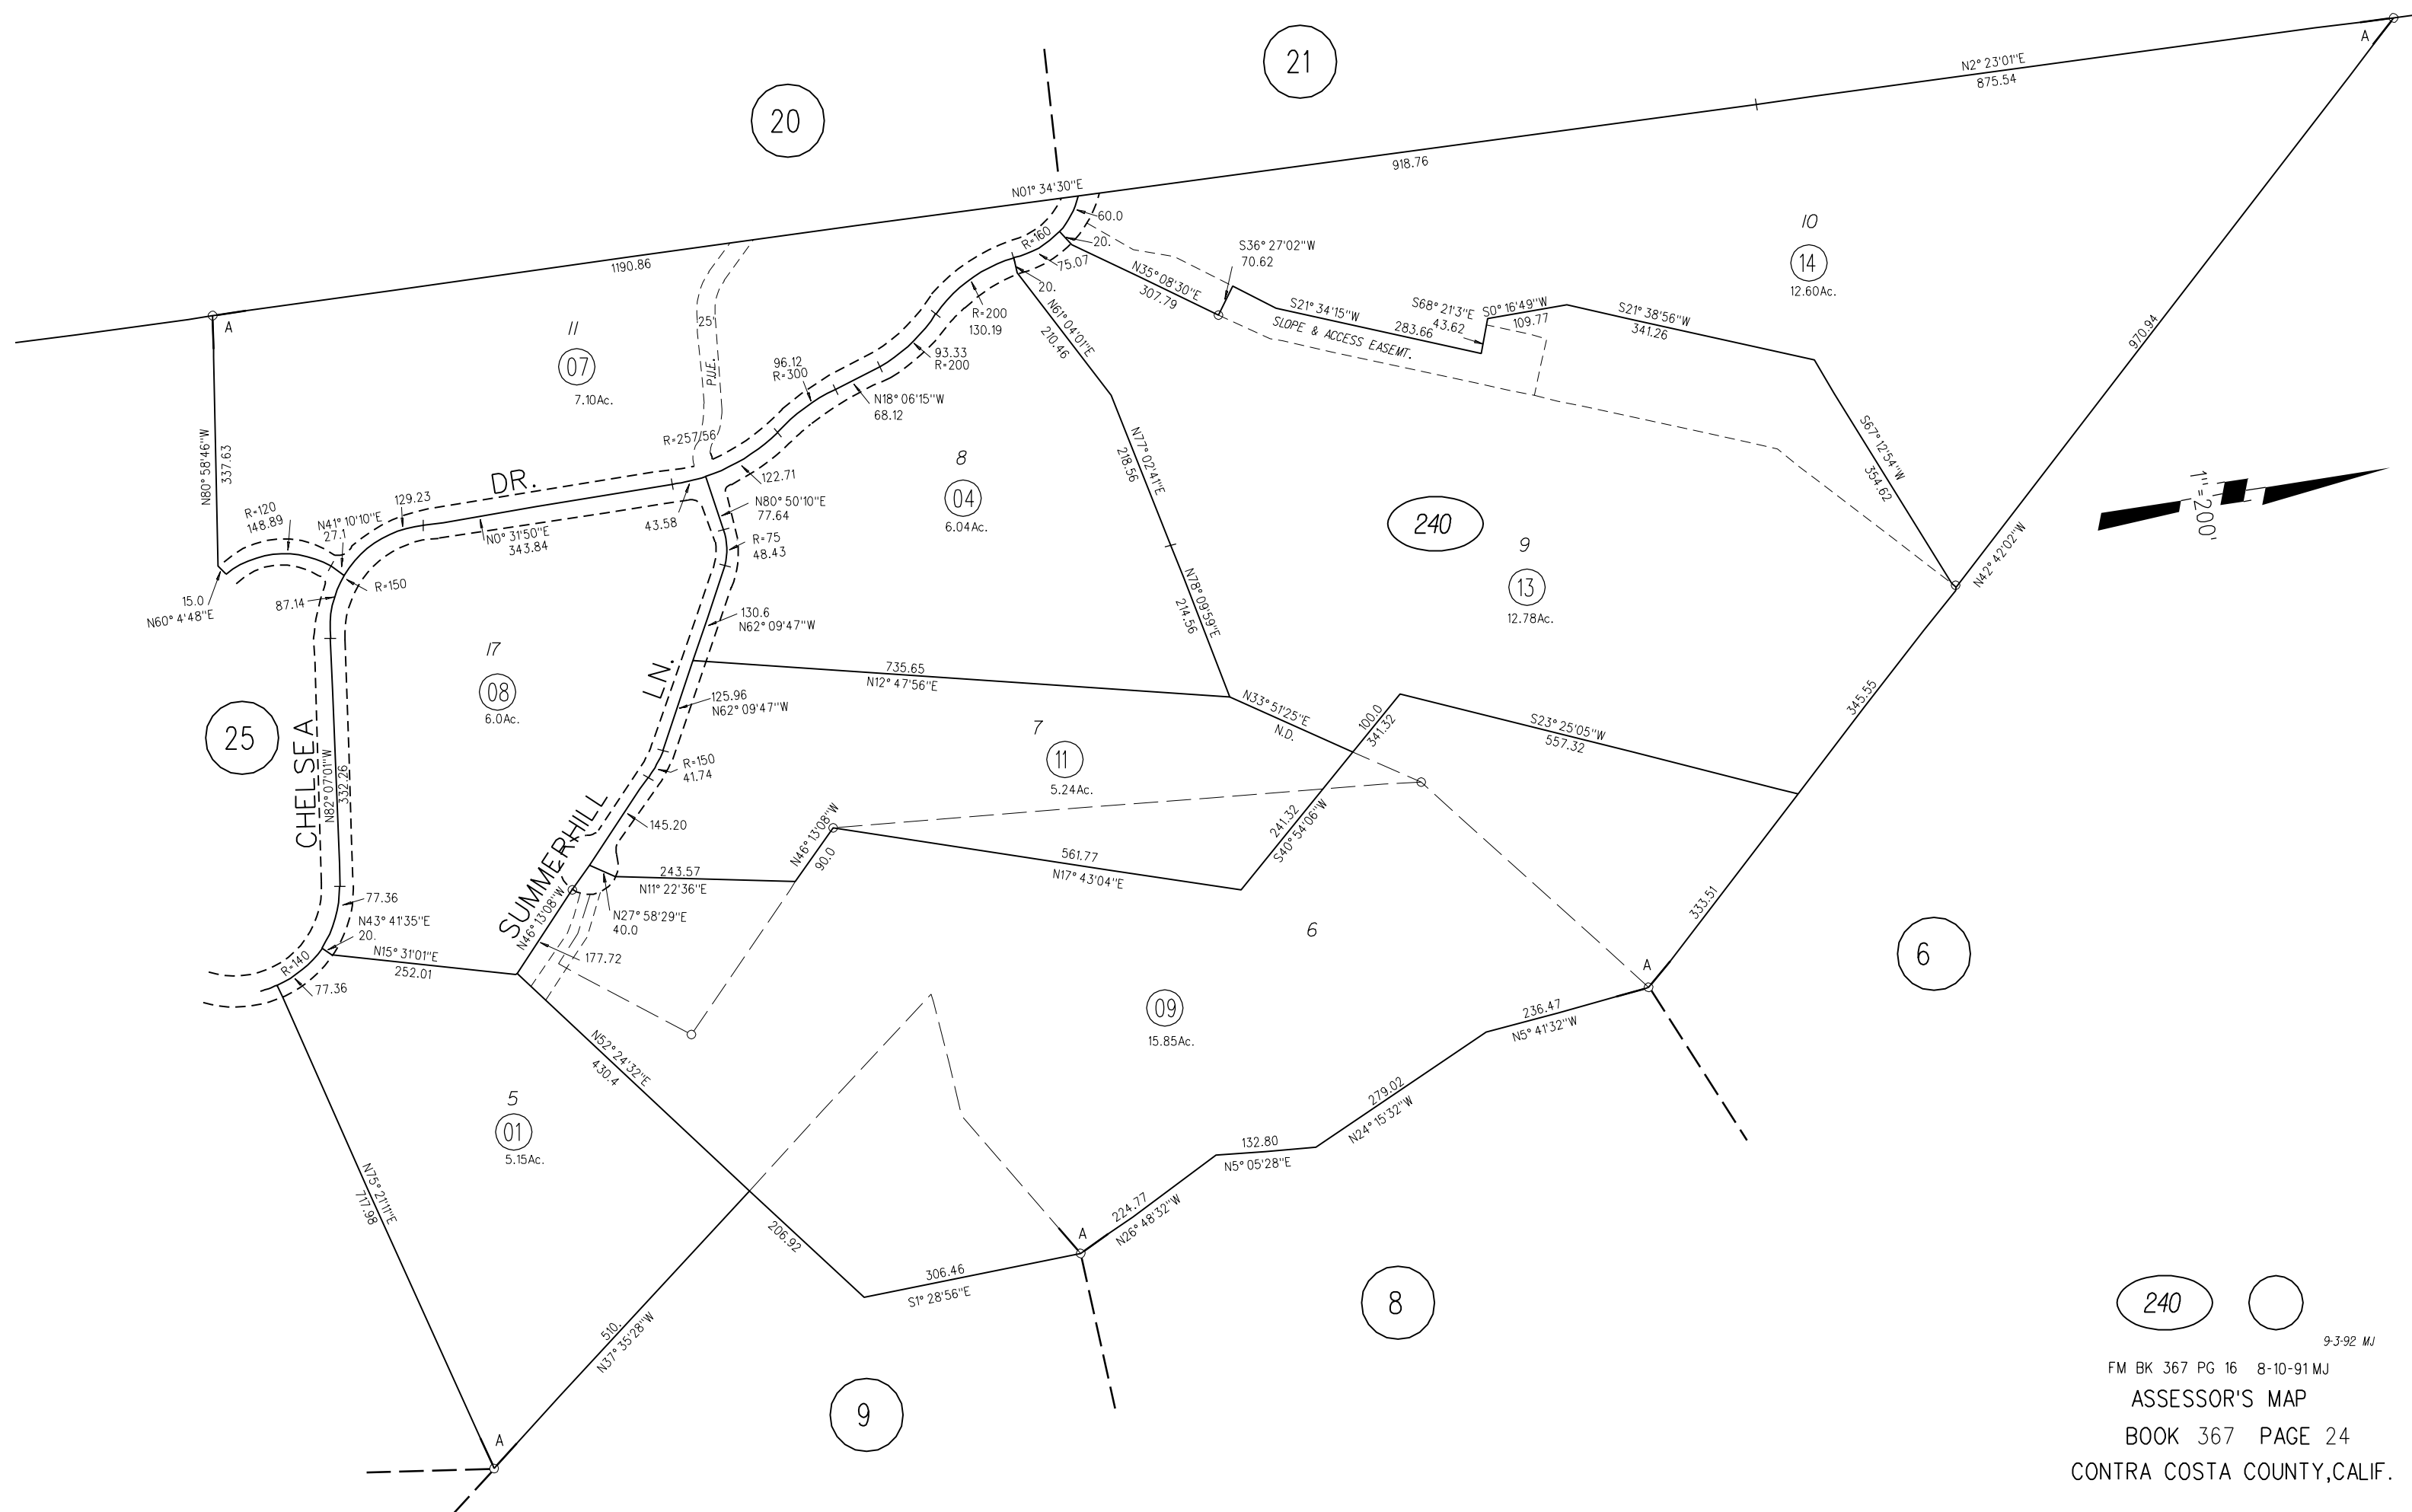 20
21
N2° 23'01"E
875.54
A
918.76
N01° 34'30"E
1190.86
60.0
R=160
20.
75.07
20.
N35° 08'30"E
307.79
S36° 27'02"W
70.62
S21° 34'15"W
283.66
SLOPE & ACCESS EASEMT.
S68° 21'3"E
43.62
S0° 16'49"W
109.77
S21° 38'56"W
341.26
10
14
12.60Ac.
970.94
S67° 12'54"W
354.62
N42° 42'02"W
1"=200'
A
11
07
7.10Ac.
25'
P.U.E.
N61° 04'01"E
210.46
R=200
130.19
93.33
R=200
96.12
R=300
N18° 06'15"W
68.12
N80° 58'46"W
337.63
R=257.56
122.71
DR.
43.58
N80° 50'10"E
77.64
R=75
48.43
8
04
6.04Ac.
N77° 02'41"E
218.56
N78° 09'59"E
214.56
240
9
13
12.78Ac.
R=120
148.89
N41° 10'10"E
27.1
129.23
N0° 31'50"E
343.84
R=150
87.14
15.0
N60° 4'48"E
130.6
N62° 09'47"W
17
08
6.0Ac.
LN.
125.96
N62° 09'47"W
735.65
N12° 47'56"E
N33° 51'25"E
N.D.
100.0
341.32
S23° 25'05"W
557.32
345.55
25
CHELSEA
N82° 07'01"W
332.26
R=150
41.74
7
11
5.24Ac.
145.20
SUMMERHILL
N46° 13'08"W
90.0
243.57
N11° 22'36"E
561.77
N17° 43'04"E
241.32
S40° 54'06"W
333.51
77.36
N43° 41'35"E
20.
N46° 13'08"W
N27° 58'29"E
40.0
177.72
N15° 31'01"E
252.01
R=140
77.36
6
09
15.85Ac.
A
6
236.47
N5° 41'32"W
N52° 24'32"E
430.4
279.02
N24° 15'32"W
132.80
N5° 05'28"E
5
01
5.15Ac.
N75° 21'11"E
717.98
224.77
N26° 48'32"W
A
206.92
306.46
S1° 28'56"E
510.
N37° 35'28"W
A
9
8
240
9-3-92 MJ
FM BK 367 PG 16 8-10-91 MJ
ASSESSOR'S MAP
BOOK 367 PAGE 24
CONTRA COSTA COUNTY,CALIF.